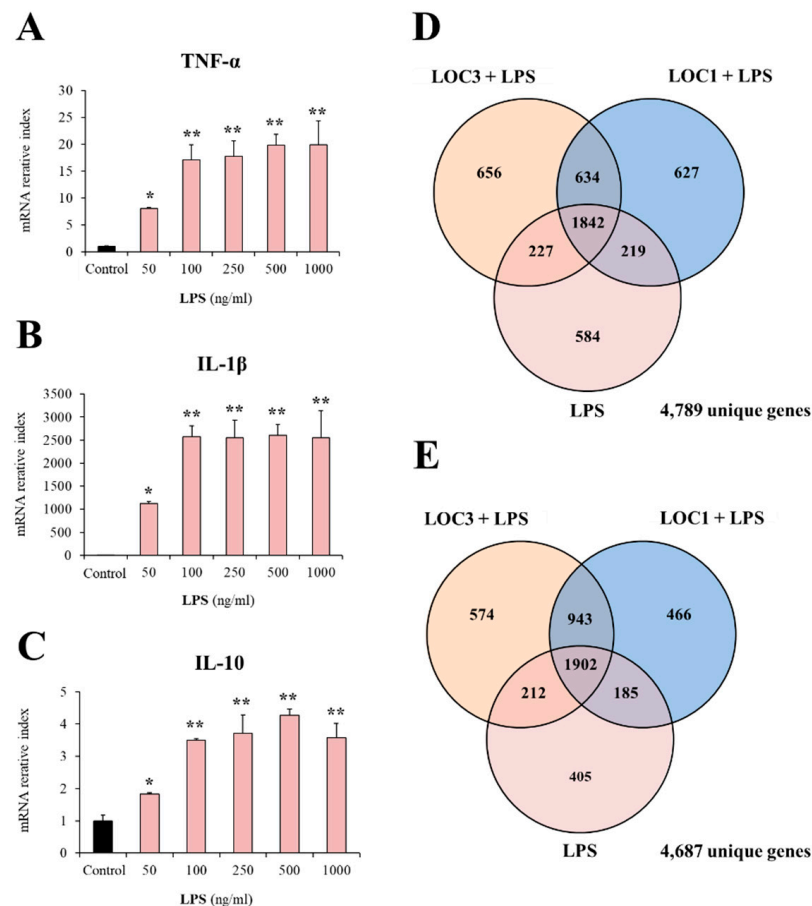 A
TNF-α
mRNA rerative index
30
25
20
15
10
5
0
* ** ** ** **
Control 50 100 250 500 1000
LPS (ng/ml)
B
IL-1β
mRNA rerative index
3500
3000
2500
2000
1500
1000
500
0
* ** ** ** **
Control 50 100 250 500 1000
LPS (ng/ml)
C
IL-10
mRNA rerative index
5
4
3
2
1
0
* ** ** ** **
Control 50 100 250 500 1000
LPS (ng/ml)
D
LOC3 + LPS LOC1 + LPS
656 634 627
1842
227 219
584
LPS 4,789 unique genes
E
LOC3 + LPS LOC1 + LPS
574 943 466
1902
212 185
405
LPS 4,687 unique genes